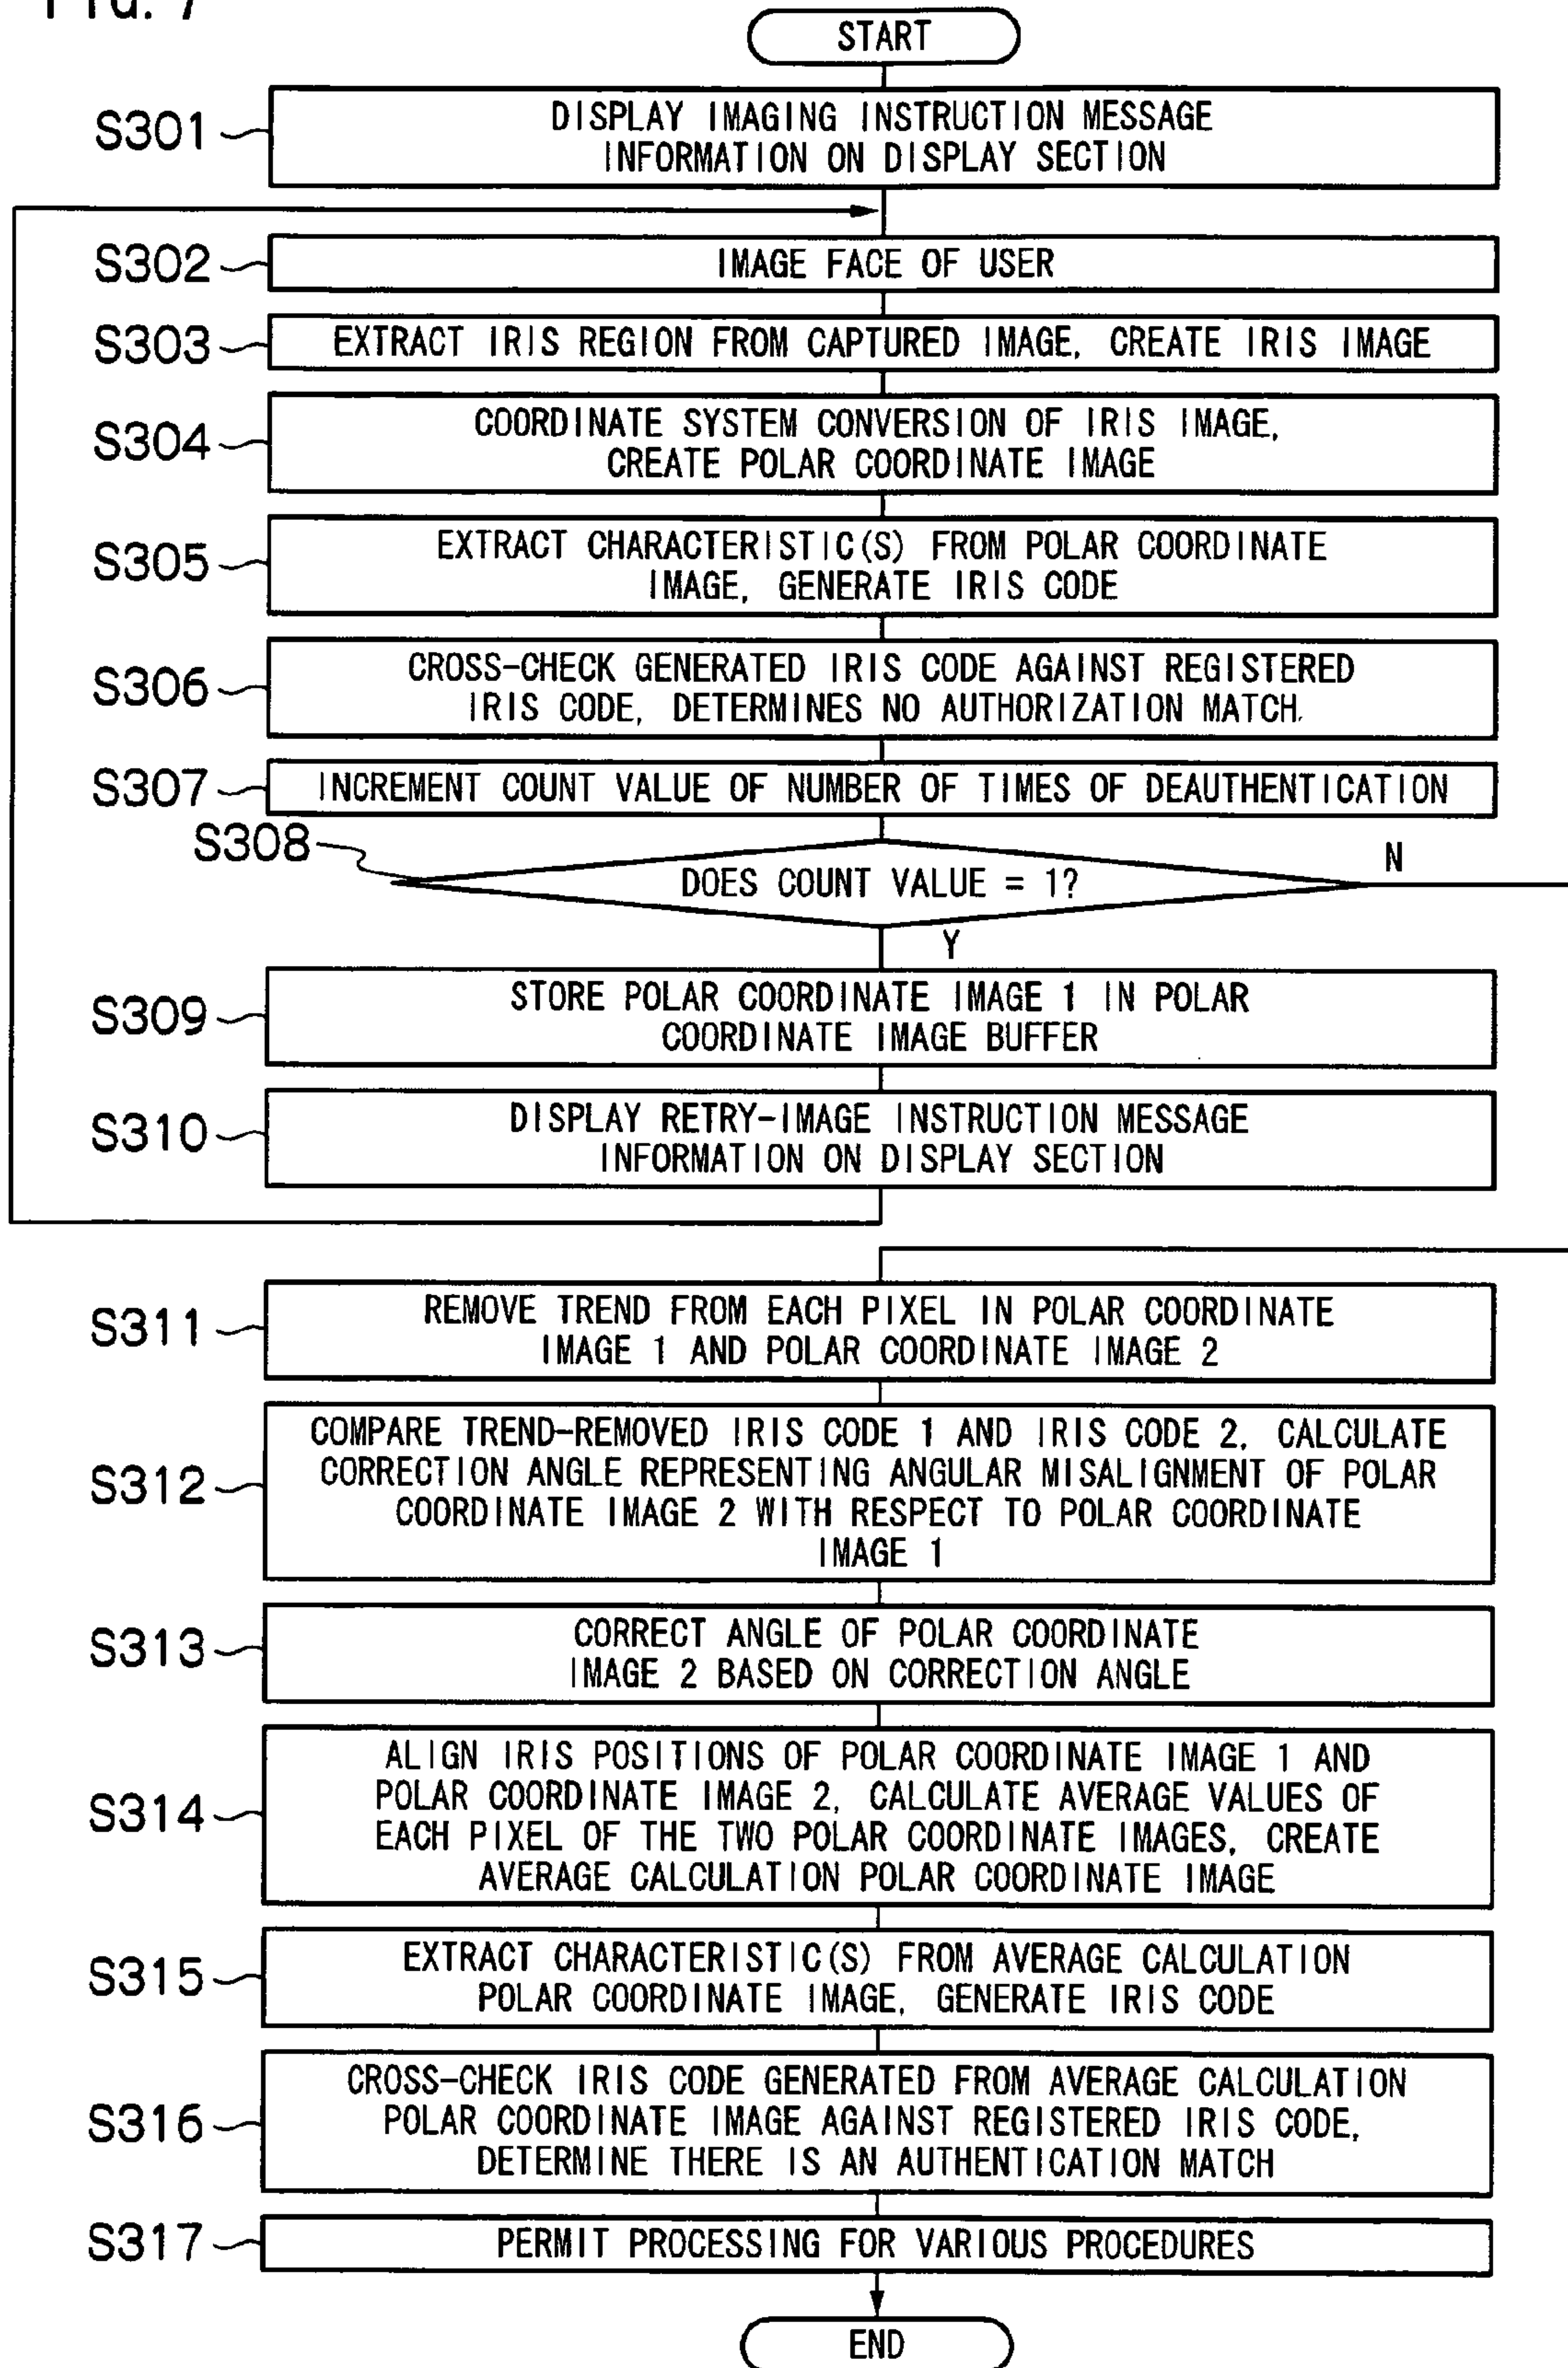 FIG. 7
START
S301
DISPLAY IMAGING INSTRUCTION MESSAGE
INFORMATION ON DISPLAY SECTION
S302
IMAGE FACE OF USER
S303
EXTRACT IRIS REGION FROM CAPTURED IMAGE, CREATE IRIS IMAGE
S304
COORDINATE SYSTEM CONVERSION OF IRIS IMAGE,
CREATE POLAR COORDINATE IMAGE
S305
EXTRACT CHARACTERISTIC(S) FROM POLAR COORDINATE
IMAGE, GENERATE IRIS CODE
S306
CROSS-CHECK GENERATED IRIS CODE AGAINST REGISTERED
IRIS CODE, DETERMINES NO AUTHORIZATION MATCH.
S307
INCREMENT COUNT VALUE OF NUMBER OF TIMES OF DEAUTHENTICATION
S308
DOES COUNT VALUE = 1?
N
Y
S309
STORE POLAR COORDINATE IMAGE 1 IN POLAR
COORDINATE IMAGE BUFFER
S310
DISPLAY RETRY-IMAGE INSTRUCTION MESSAGE
INFORMATION ON DISPLAY SECTION
S311
REMOVE TREND FROM EACH PIXEL IN POLAR COORDINATE
IMAGE 1 AND POLAR COORDINATE IMAGE 2
S312
COMPARE TREND-REMOVED IRIS CODE 1 AND IRIS CODE 2, CALCULATE
CORRECTION ANGLE REPRESENTING ANGULAR MISALIGNMENT OF POLAR
COORDINATE IMAGE 2 WITH RESPECT TO POLAR COORDINATE
IMAGE 1
S313
CORRECT ANGLE OF POLAR COORDINATE
IMAGE 2 BASED ON CORRECTION ANGLE
S314
ALIGN IRIS POSITIONS OF POLAR COORDINATE IMAGE 1 AND
POLAR COORDINATE IMAGE 2, CALCULATE AVERAGE VALUES OF
EACH PIXEL OF THE TWO POLAR COORDINATE IMAGES, CREATE
AVERAGE CALCULATION POLAR COORDINATE IMAGE
S315
EXTRACT CHARACTERISTIC(S) FROM AVERAGE CALCULATION
POLAR COORDINATE IMAGE, GENERATE IRIS CODE
S316
CROSS-CHECK IRIS CODE GENERATED FROM AVERAGE CALCULATION
POLAR COORDINATE IMAGE AGAINST REGISTERED IRIS CODE,
DETERMINE THERE IS AN AUTHENTICATION MATCH
S317
PERMIT PROCESSING FOR VARIOUS PROCEDURES
END